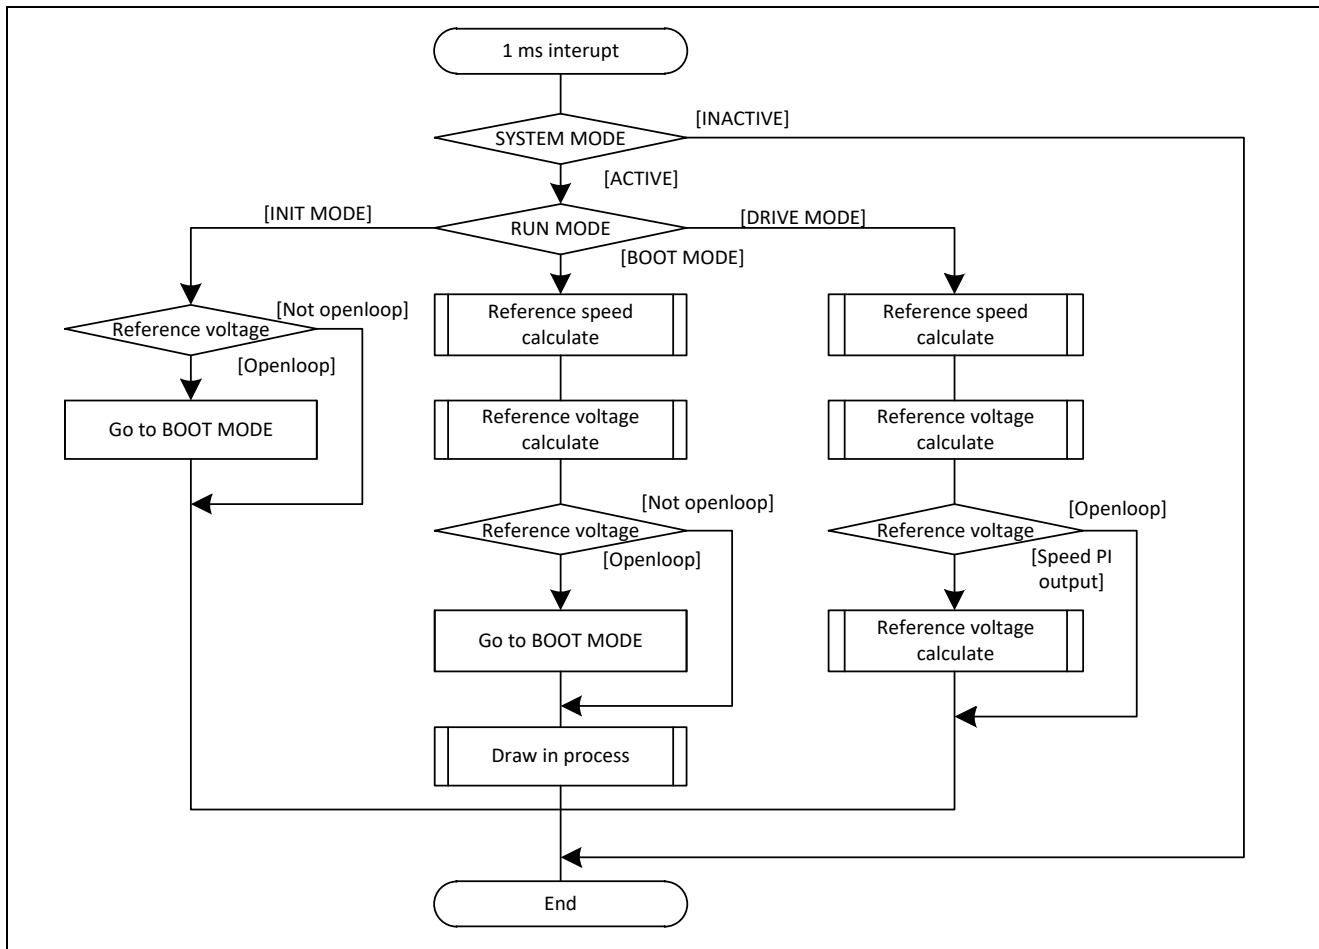 1 ms interupt
[INACTIVE]
SYSTEM MODE
[ACTIVE]
[INIT MODE]
[DRIVE MODE]
RUN MODE
[BOOT MODE]
[Not openloop]
Reference voltage
[Openloop]
Go to BOOT MODE
Reference speed
calculate
Reference voltage
calculate
[Not openloop]
Reference voltage
[Openloop]
Go to BOOT MODE
Draw in process
Reference speed
calculate
Reference voltage
calculate
[Openloop]
Reference voltage
[Speed PI
output]
Reference voltage
calculate
End